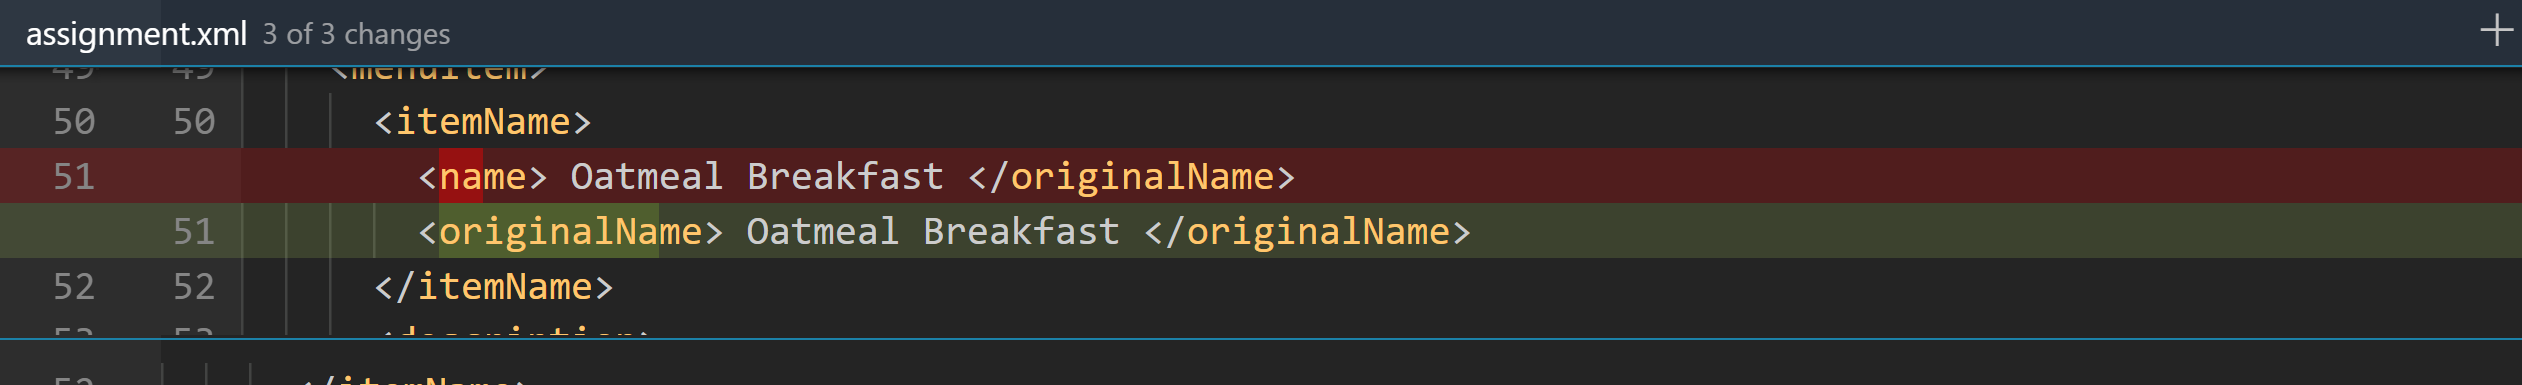 assignment.xml 3 of 3 changes
49 49 <menuItem>
50 50 <itemName>
51 <name> Oatmeal Breakfast </originalName>
51 <originalName> Oatmeal Breakfast </originalName>
52 52 </itemName>
53 53 <description>
52 </itemName>